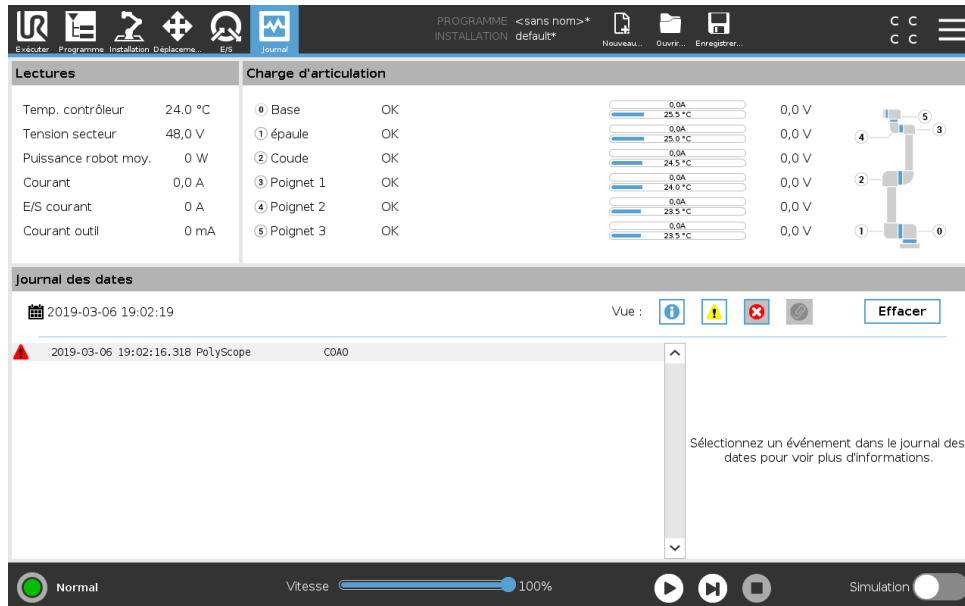 UR
PROGRAMME <sans nom>*
INSTALLATION default*
C C
C C
Exécuter Programme Installation Déplaceme... E/S Journal Nouveau... Ouvrir... Enregistrer...
Lectures
Temp. contrôleur 24.0 °C
Tension secteur 48,0 V
Puissance robot moy. 0 W
Courant 0,0 A
E/S courant 0 A
Courant outil 0 mA
Charge d'articulation
0 Base OK 0,0A 25.5 °C 0,0 V
1 épaule OK 0,0A 25.0 °C 0,0 V
2 Coude OK 0,0A 24.5 °C 0,0 V
3 Poignet 1 OK 0,0A 24.0 °C 0,0 V
4 Poignet 2 OK 0,0A 23.5 °C 0,0 V
5 Poignet 3 OK 0,0A 23.5 °C 0,0 V
5
4 3
2
1 0
Journal des dates
2019-03-06 19:02:19 Vue : Effacer
2019-03-06 19:02:16.318 PolyScope C0A0
Sélectionnez un événement dans le journal des
dates pour voir plus d'informations.
Normal Vitesse 100% Simulation